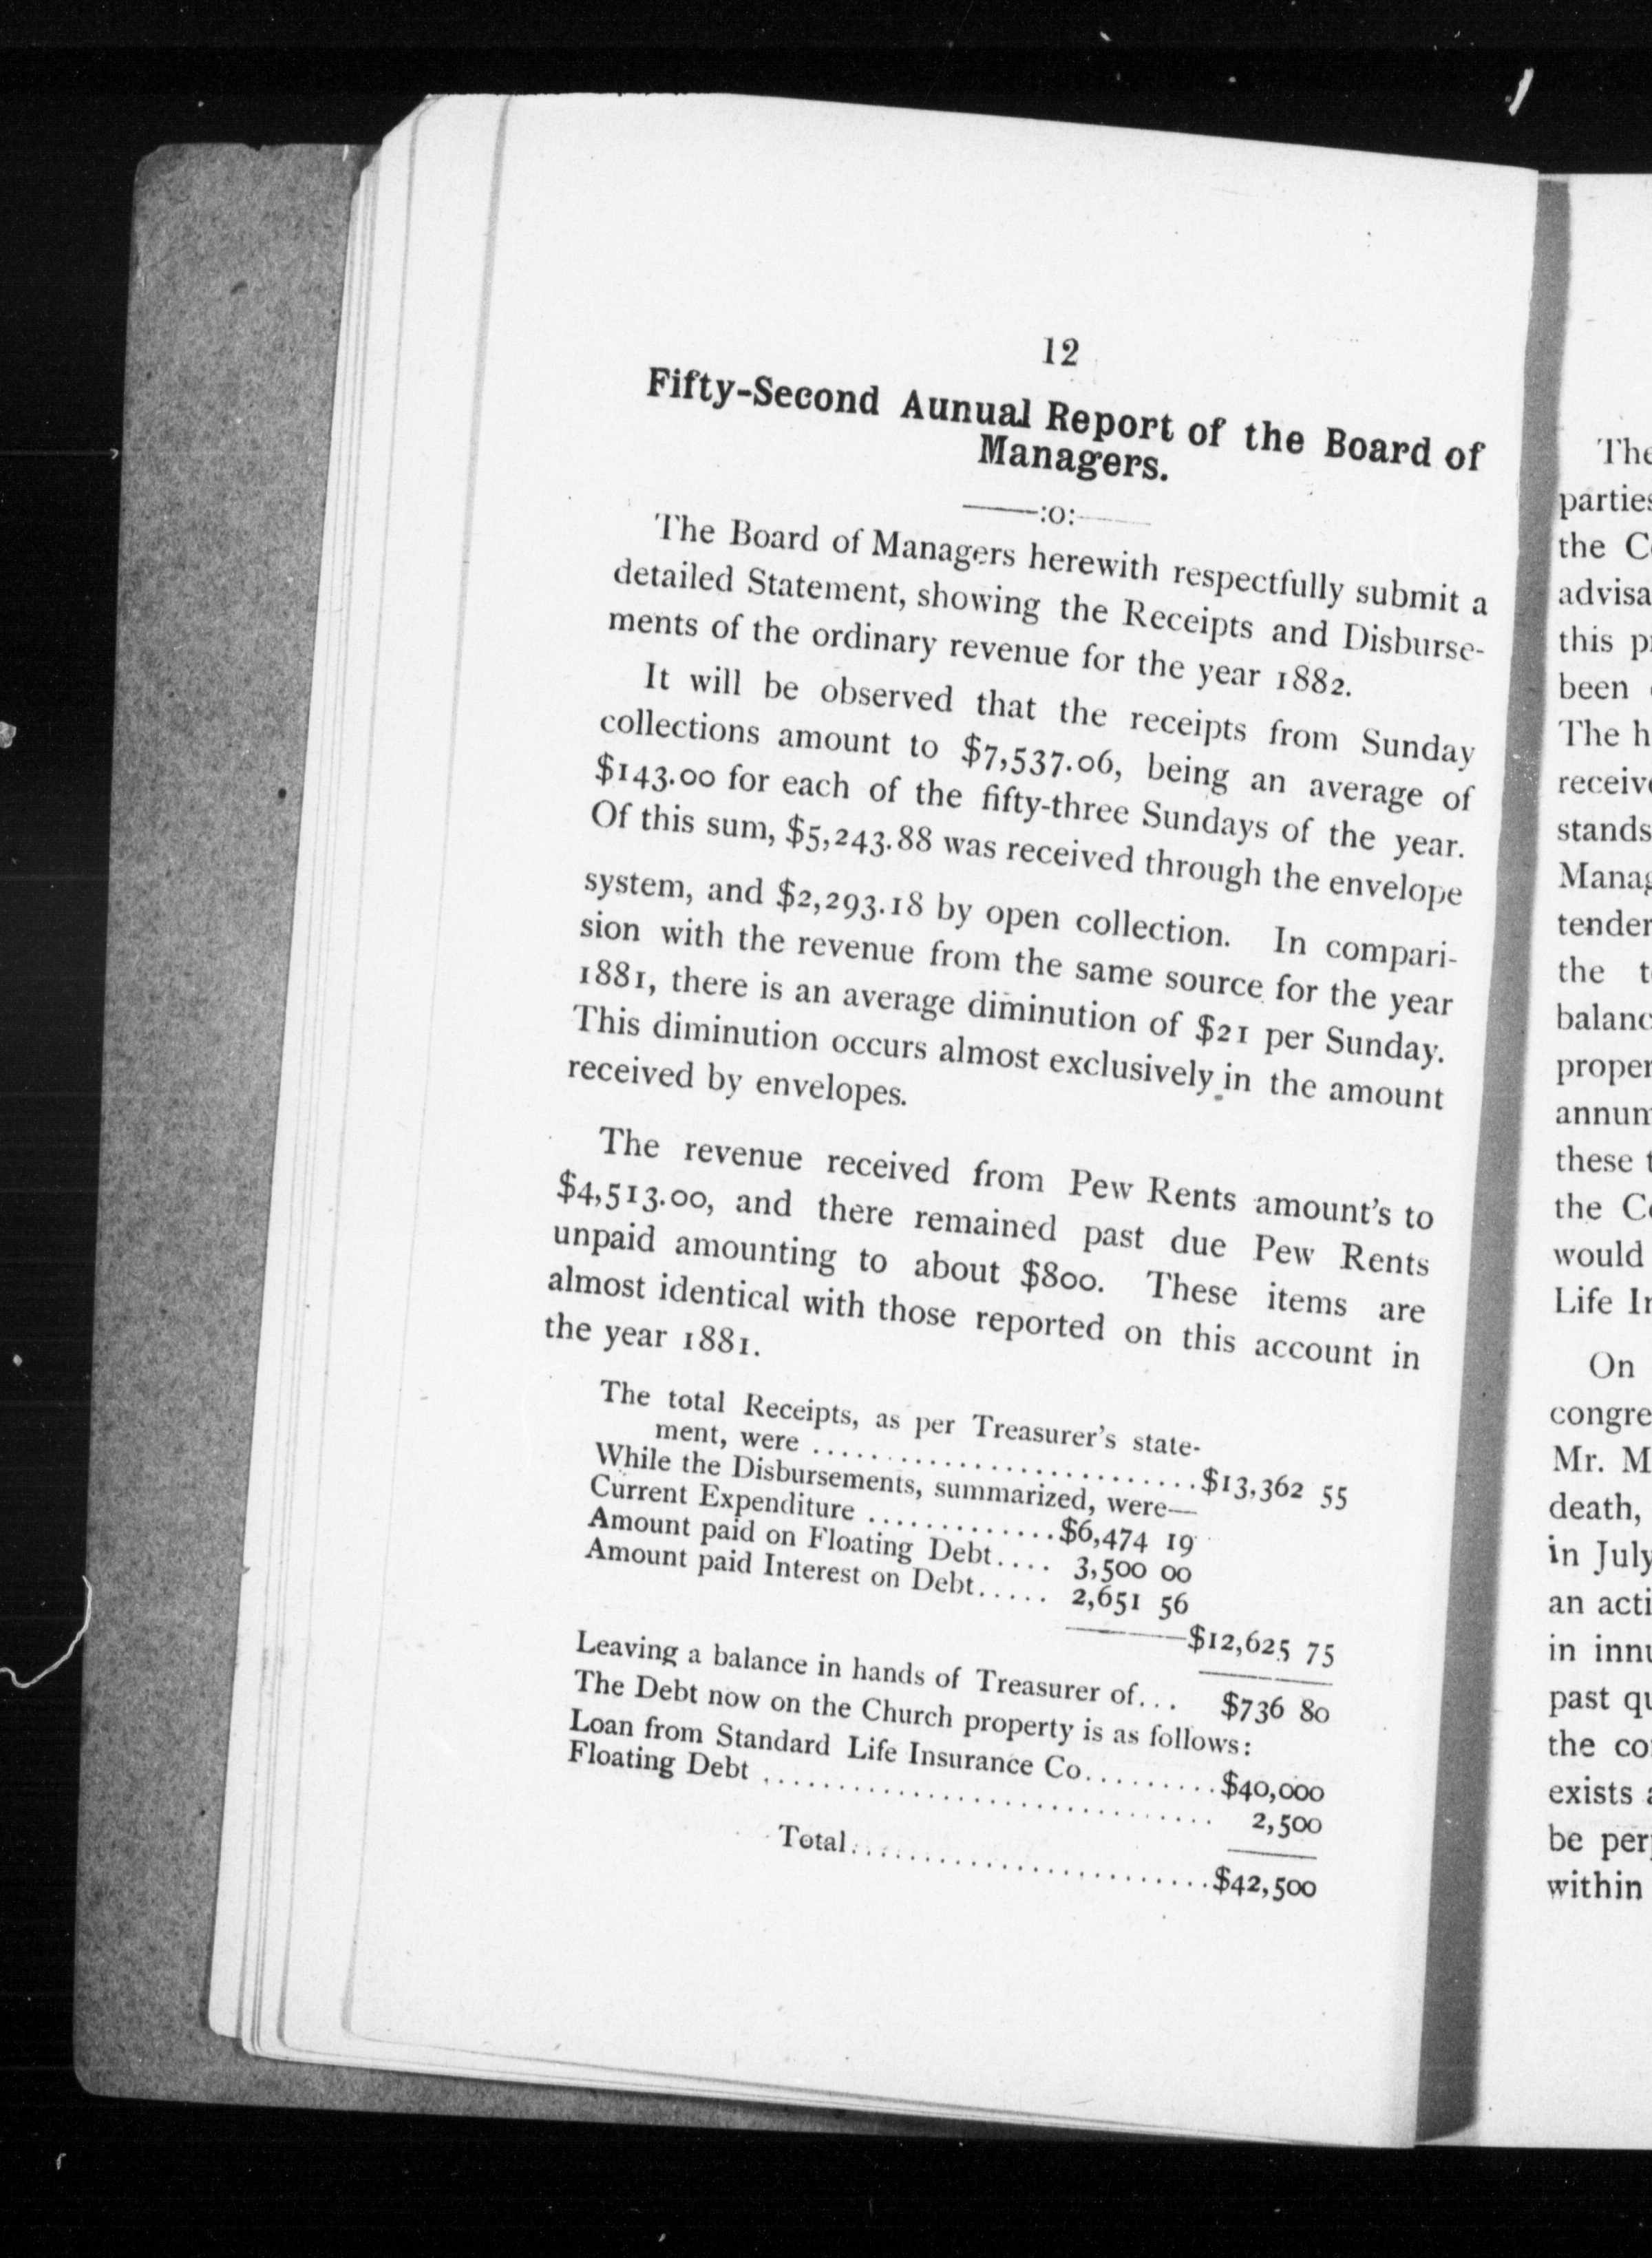 12
Fifty-Second Aunual Report of the Board of
Managers.
——:o:——
The Board of Managers herewith respectfully submit a
detailed Statement, showing the Receipts and Disburse-
ments of the ordinary revenue for the year 1882.
It will be observed that the receipts from Sunday
collections amount to $7,537.06, being an average of
$143.00 for each of the fifty-three Sundays of the year.
Of this sum, $5,243.88 was received through the envelope
system, and $2,293.18 by open collection. In compari-
sion with the revenue from the same source for the year
1881, there is an average diminution of $21 per Sunday.
This diminution occurs almost exclusively in the amount
received by envelopes.
The revenue received from Pew Rents amount's to
$4,513.00, and there remained past due Pew Rents
unpaid amounting to about $800. These items are
almost identical with those reported on this account in
the year 1881.
The total Receipts, as per Treasurer's state-
ment, were ............................$13,362 55
While the Disbursements, summarized, were—
Current Expenditure .............$6,474 19
Amount paid on Floating Debt.... 3,500 00
Amount paid Interest on Debt..... 2,651 56
————$12,625 75
Leaving a balance in hands of Treasurer of... $736 80
The Debt now on the Church property is as follows:
Loan from Standard Life Insurance Co.........$40,000
Floating Debt ................................ 2,500
Total.........................$42,500
The
parties
the
advisa
this
been
The
receive
stands
Manag
tender
the
balanc
proper
annum
these
the
would
Life
On
congre
Mr. M
death,
in July
an acti
in innu
past qu
the
exists
be per
within